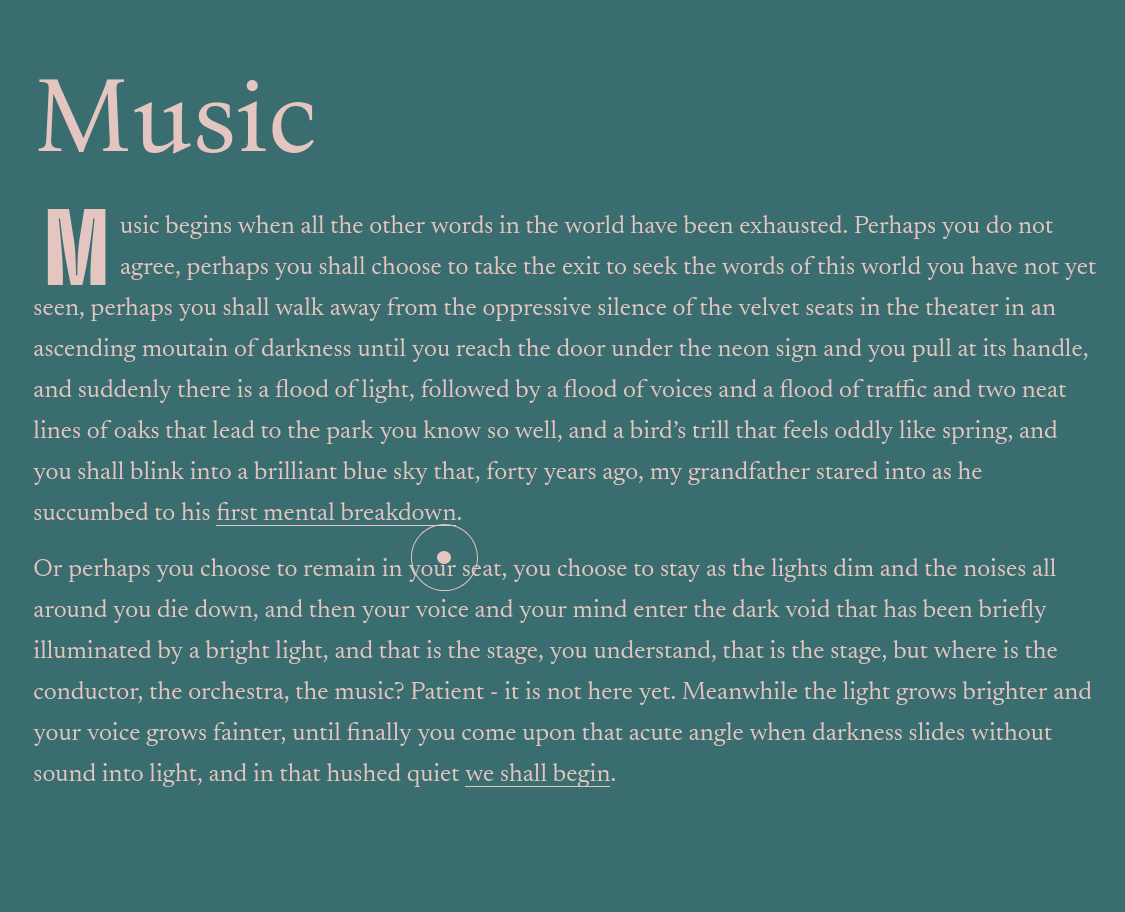 Music
Music begins when all the other words in the world have been exhausted. Perhaps you do not
agree, perhaps you shall choose to take the exit to seek the words of this world you have not yet
seen, perhaps you shall walk away from the oppressive silence of the velvet seats in the theater in an
ascending moutain of darkness until you reach the door under the neon sign and you pull at its handle,
and suddenly there is a flood of light, followed by a flood of voices and a flood of traffic and two neat
lines of oaks that lead to the park you know so well, and a bird’s trill that feels oddly like spring, and
you shall blink into a brilliant blue sky that, forty years ago, my grandfather stared into as he
succumbed to his first mental breakdown.
Or perhaps you choose to remain in your seat, you choose to stay as the lights dim and the noises all
around you die down, and then your voice and your mind enter the dark void that has been briefly
illuminated by a bright light, and that is the stage, you understand, that is the stage, but where is the
conductor, the orchestra, the music? Patient - it is not here yet. Meanwhile the light grows brighter and
your voice grows fainter, until finally you come upon that acute angle when darkness slides without
sound into light, and in that hushed quiet we shall begin.